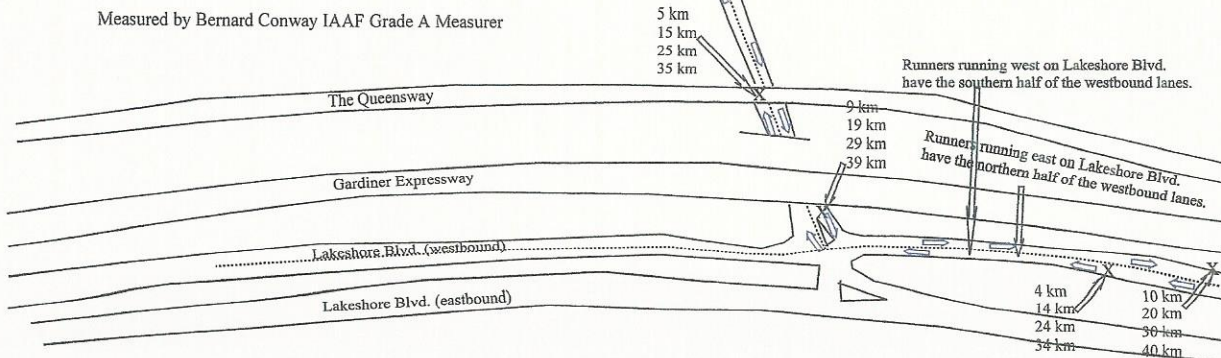 Measured by Bernard Conway IAAF Grade A Measurer
5 km
15 km
25 km
35 km
X
Runners running west on Lakeshore Blvd.
have the southern half of the westbound lanes.
The Queensway
9 km
19 km
29 km
39 km
Runners running east on Lakeshore Blvd.
have the northern half of the westbound lanes.
Gardiner Expressway
X
Lakeshore Blvd. (westbound)
X
X
Lakeshore Blvd. (eastbound)
4 km
14 km
24 km
34 km
10 km
20 km
30 km
40 km